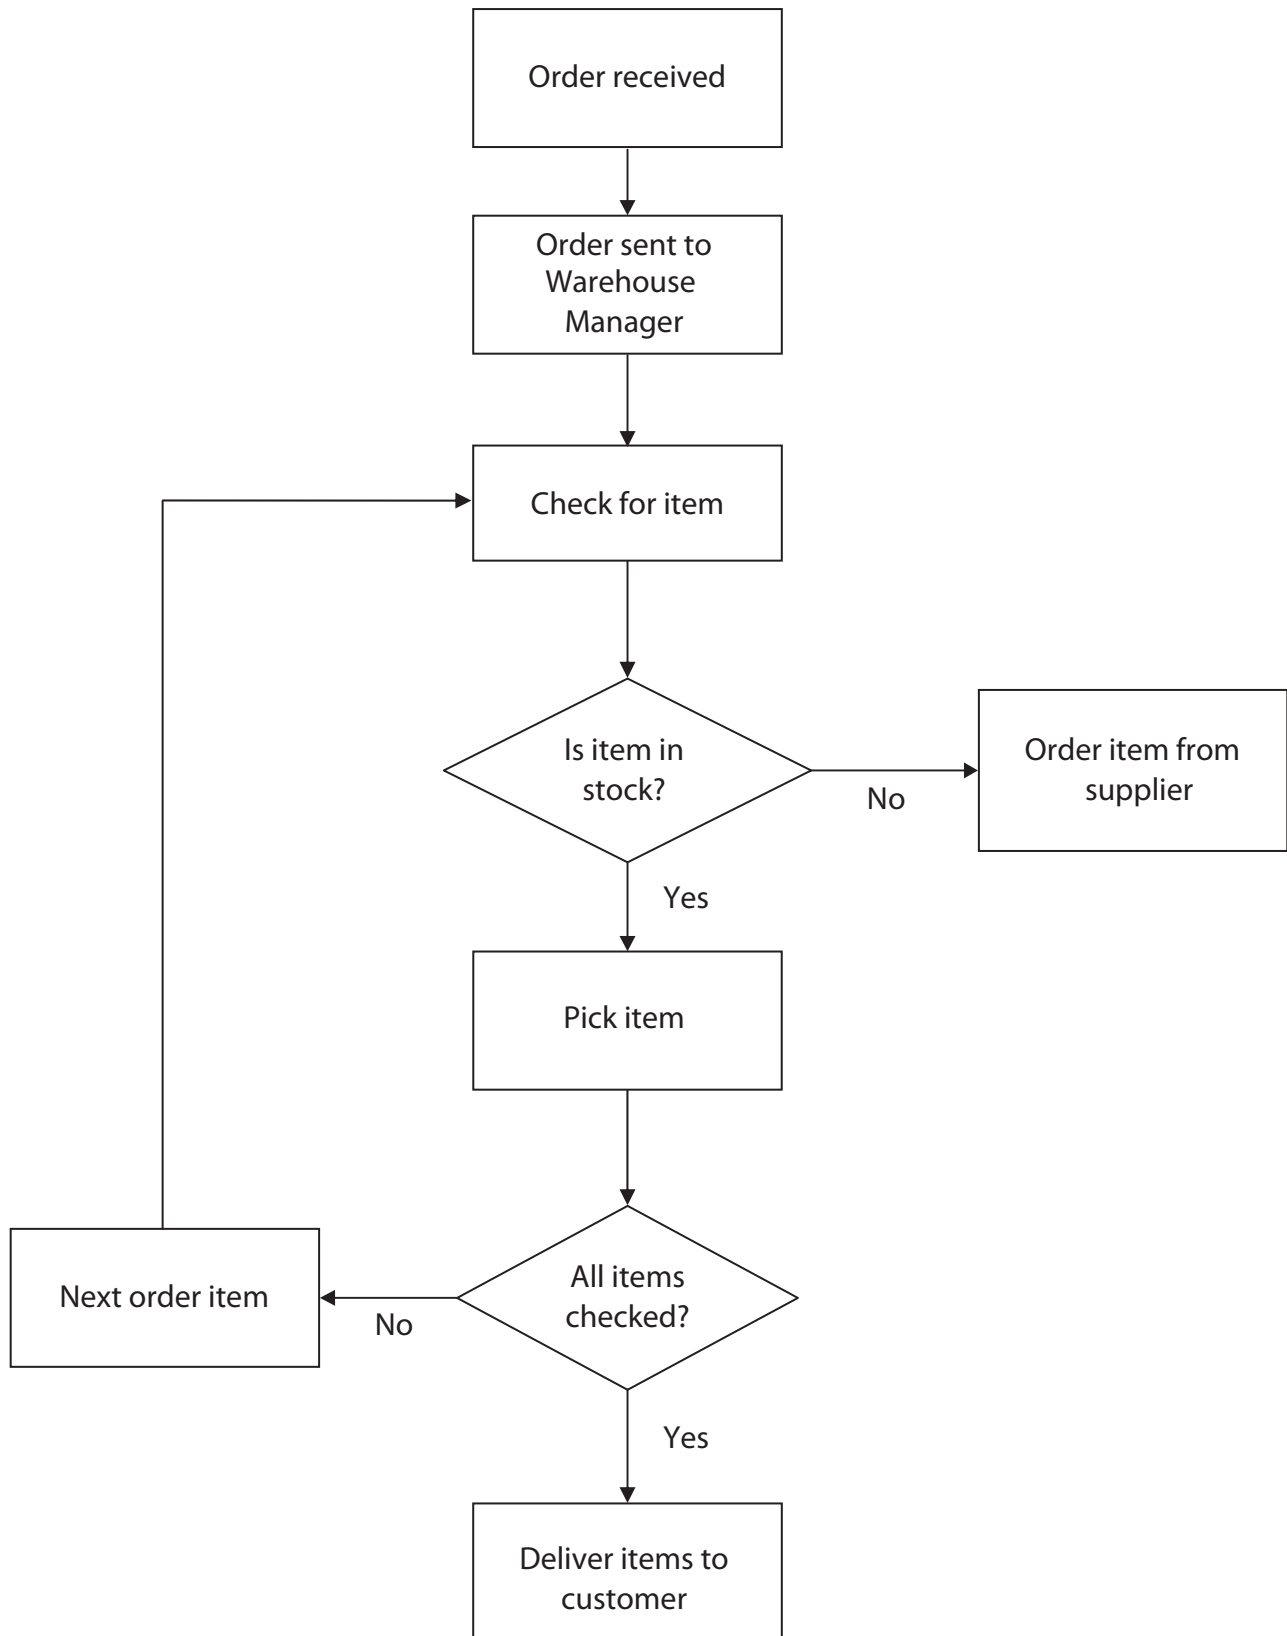 Order received
Order sent to
Warehouse
Manager
Check for item
Is item in
stock?
No
Order item from
supplier
Yes
Pick item
All items
checked?
No
Next order item
Yes
Deliver items to
customer